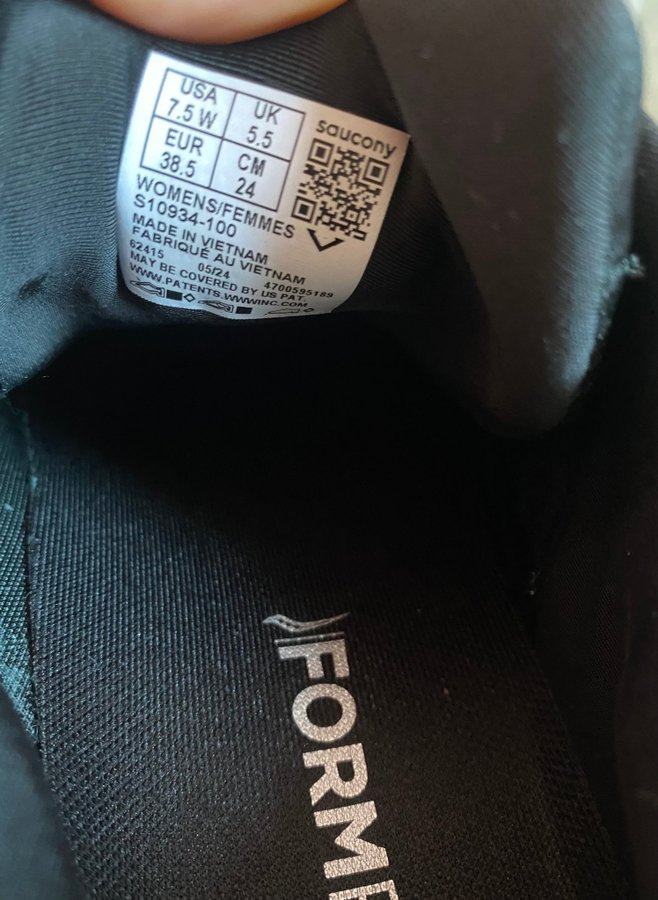 USA
7.5 W
UK
5.5
EUR
38.5
CM
24
saucony
WOMENS/FEMMES
S10934-100
MADE IN VIETNAM
FABRIQUÉ AU VIETNAM
62415 05/24 4700595189
MAY BE COVERED BY US PAT.
WWW.PATENTS.WWWINC.COM
FORM